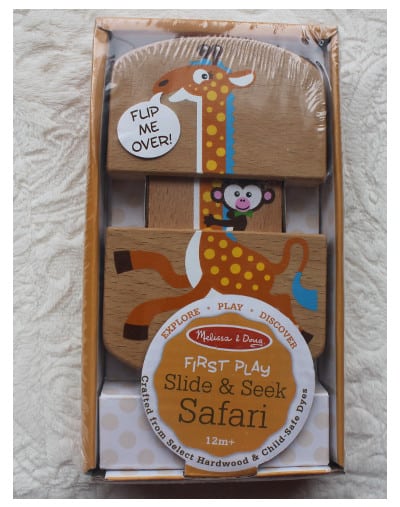 FLIP
ME
OVER!
EXPLORE • PLAY • DISCOVER
Melissa & Doug
FIRST PLAY
Slide & Seek
Safari
12m+
Crafted from Select Hardwood & Child-Safe Dyes